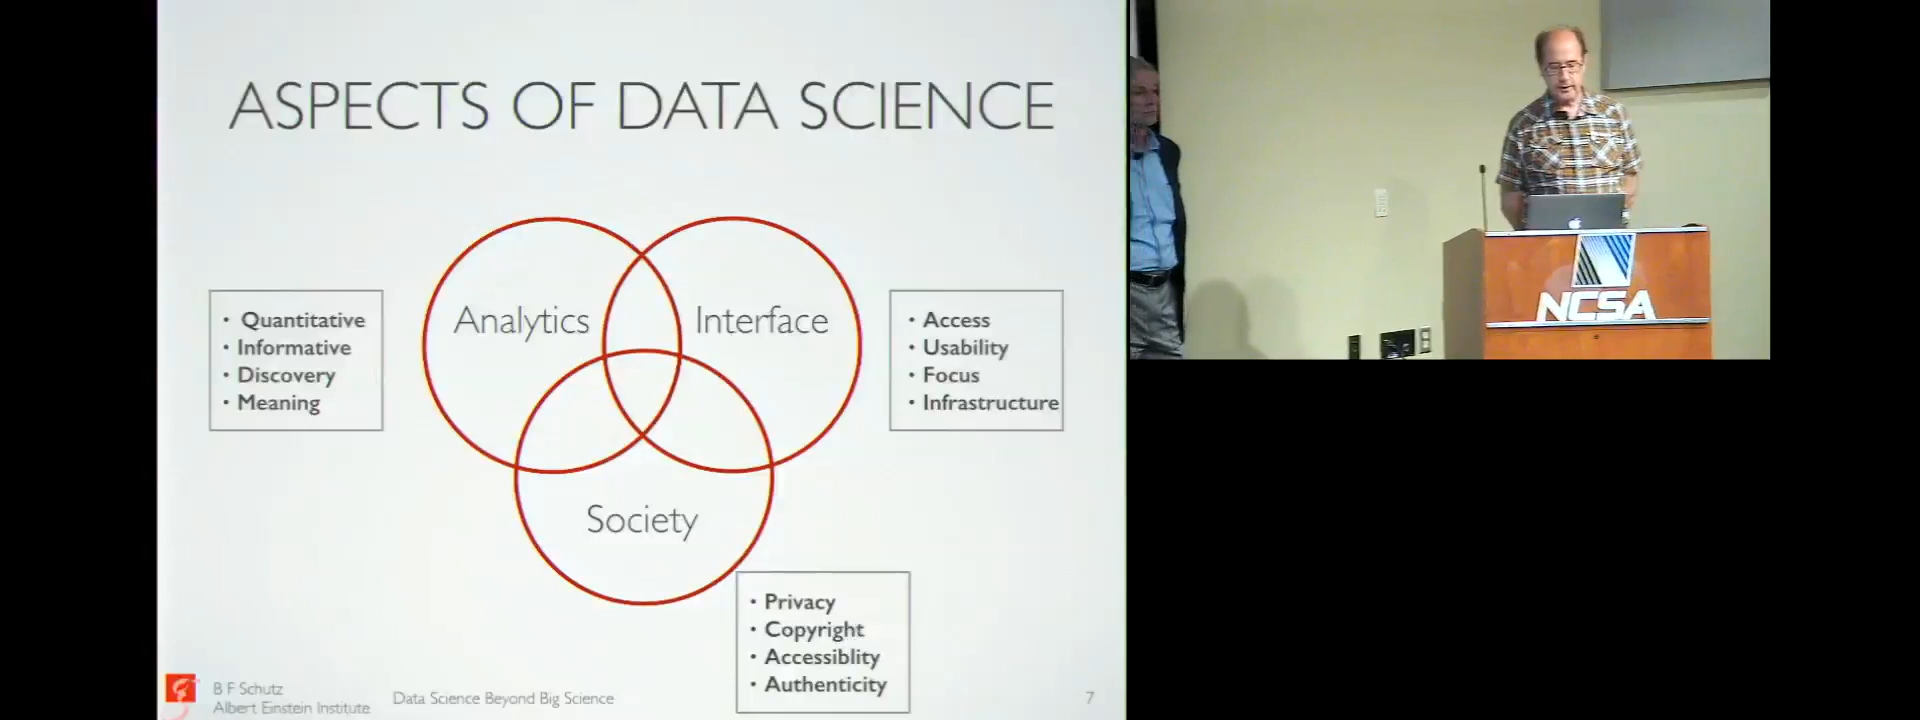 ASPECTS OF DATA SCIENCE
Analytics
Interface
Society
• Quantitative
• Informative
• Discovery
• Meaning
• Access
• Usability
• Focus
• Infrastructure
• Privacy
• Copyright
• Accessiblity
• Authenticity
B F Schutz
Albert Einstein Institute
Data Science Beyond Big Science
7
NCSA